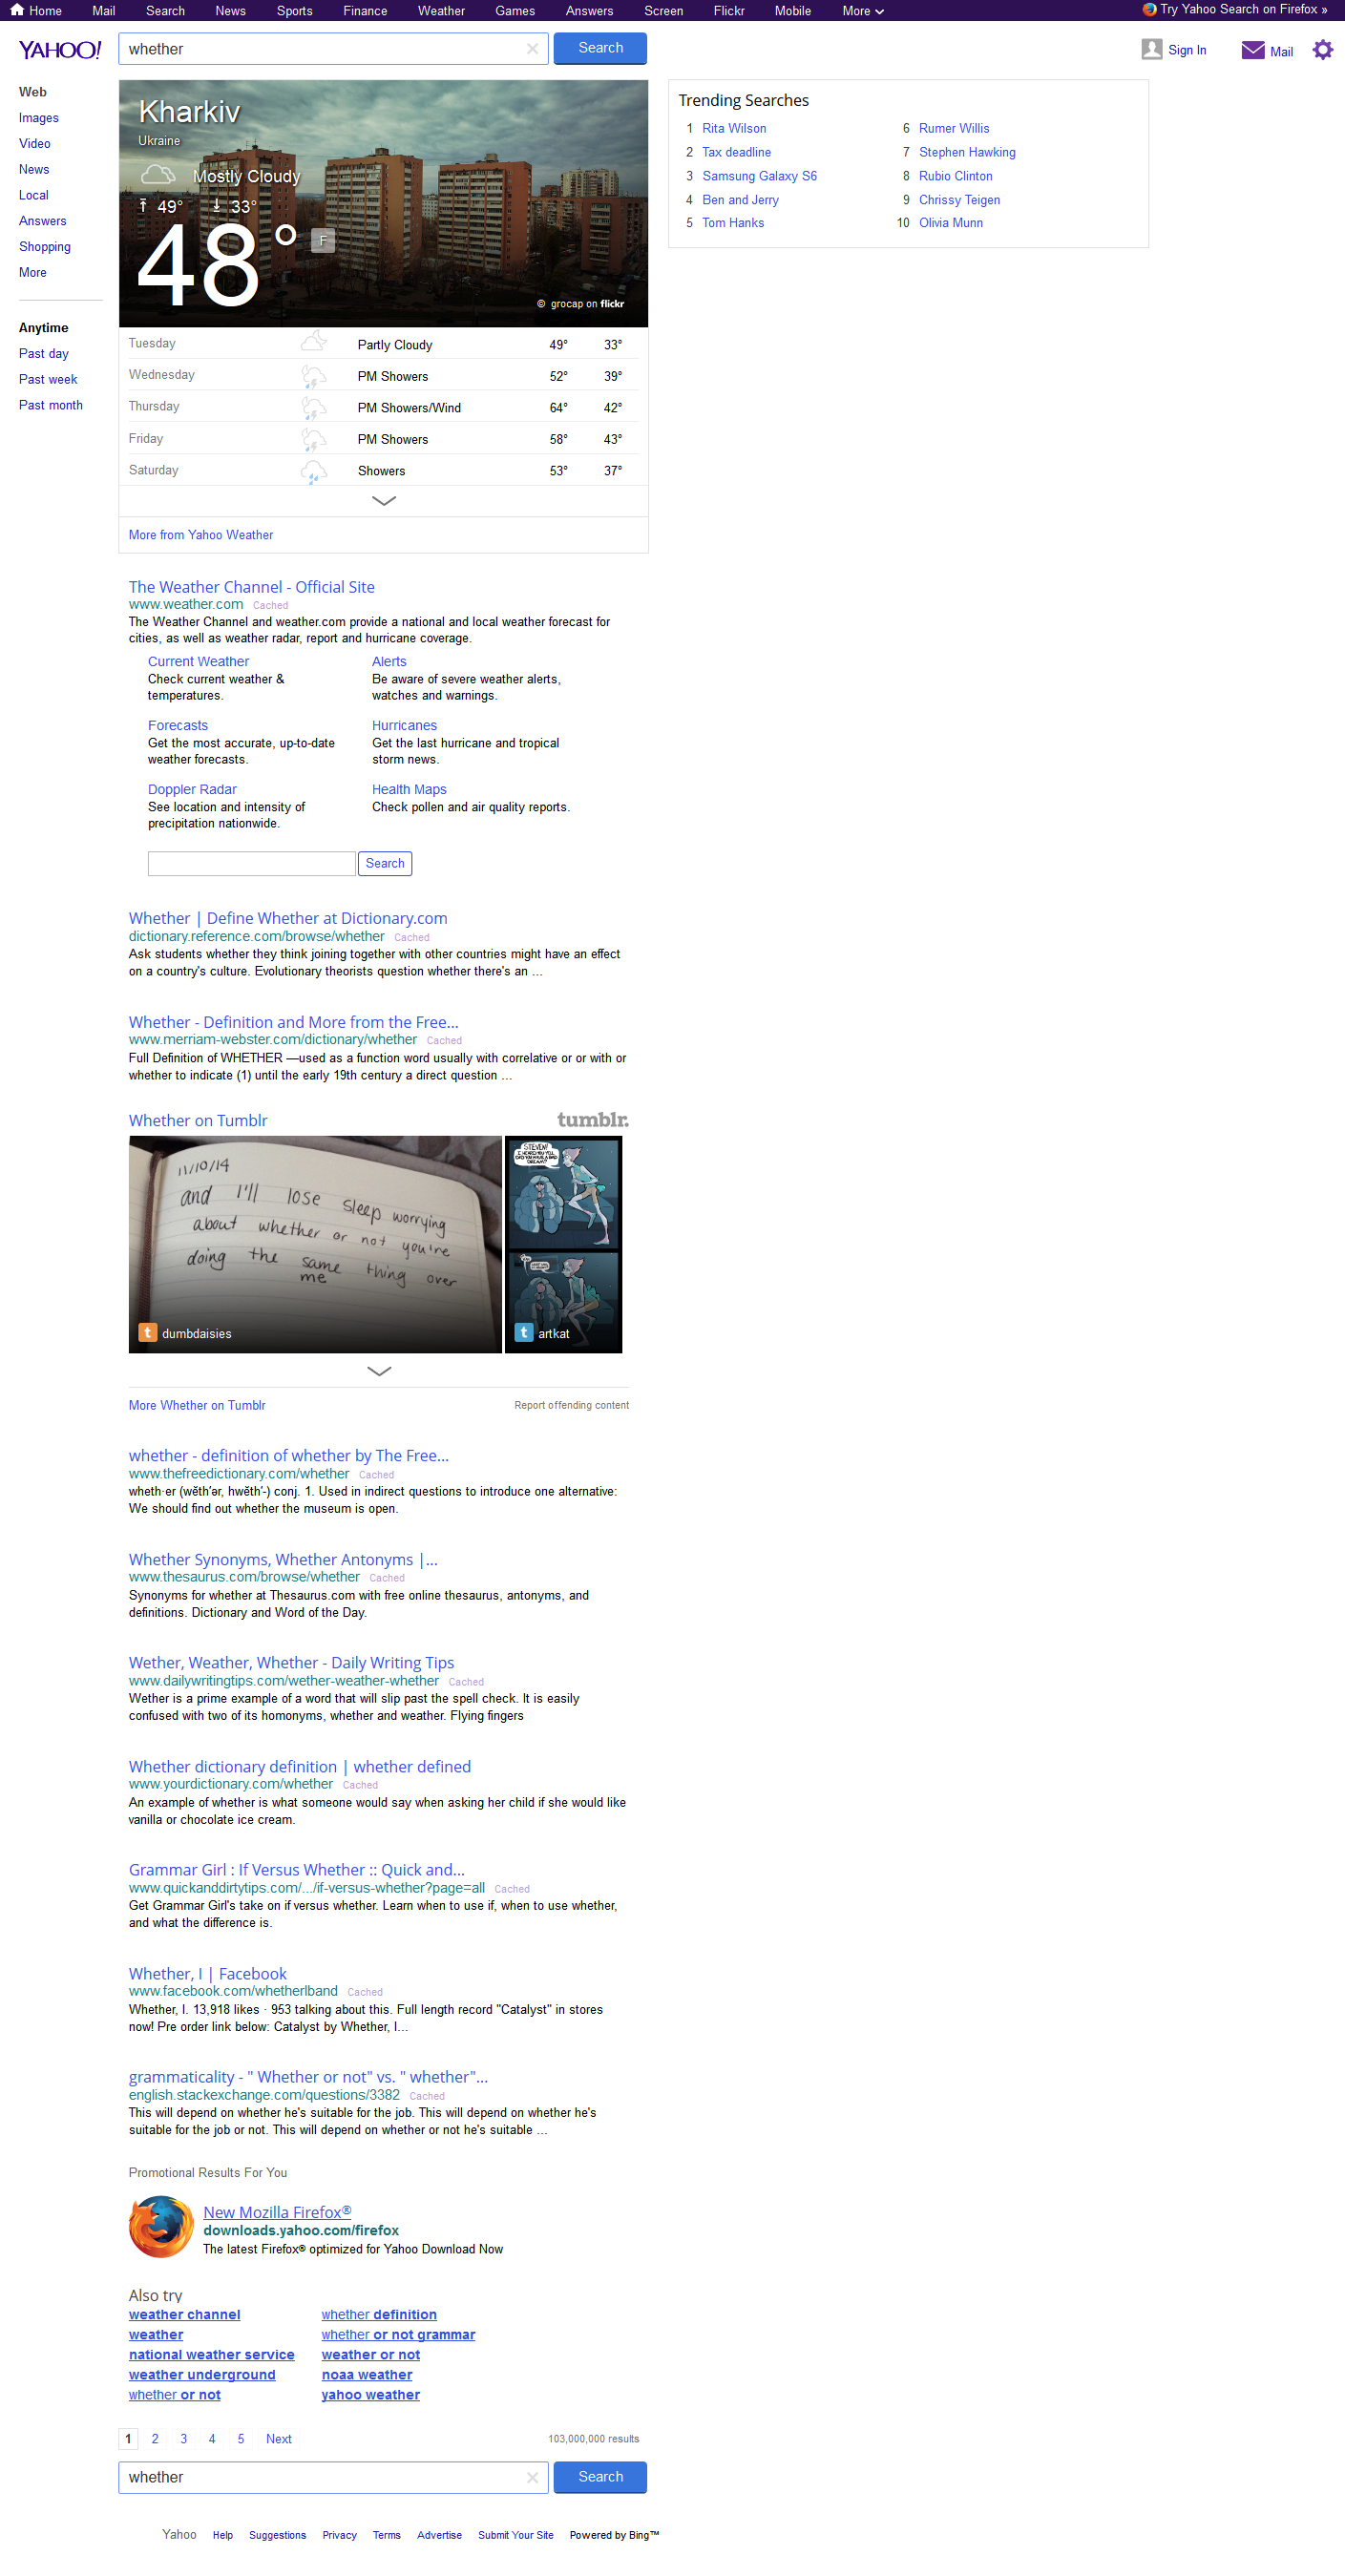 Home Mail Search News Sports Finance Weather Games Answers Screen Flickr Mobile More Try Yahoo Search on Firefox »
YAHOO! whether Search Sign In Mail
Web
Images
Video
News
Local
Answers
Shopping
More
Anytime
Past day
Past week
Past month
Kharkiv
Ukraine
Mostly Cloudy
49° 33°
48° F
© grocap on flickr
Tuesday Partly Cloudy 49° 33°
Wednesday PM Showers 52° 39°
Thursday PM Showers/Wind 64° 42°
Friday PM Showers 58° 43°
Saturday Showers 53° 37°
More from Yahoo Weather
Trending Searches
1 Rita Wilson
2 Tax deadline
3 Samsung Galaxy S6
4 Ben and Jerry
5 Tom Hanks
6 Rumer Willis
7 Stephen Hawking
8 Rubio Clinton
9 Chrissy Teigen
10 Olivia Munn
The Weather Channel - Official Site
www.weather.com Cached
The Weather Channel and weather.com provide a national and local weather forecast for
cities, as well as weather radar, report and hurricane coverage.
Current Weather
Check current weather &
temperatures.
Alerts
Be aware of severe weather alerts,
watches and warnings.
Forecasts
Get the most accurate, up-to-date
weather forecasts.
Hurricanes
Get the last hurricane and tropical
storm news.
Doppler Radar
See location and intensity of
precipitation nationwide.
Health Maps
Check pollen and air quality reports.
Search
Whether | Define Whether at Dictionary.com
dictionary.reference.com/browse/whether Cached
Ask students whether they think joining together with other countries might have an effect
on a country's culture. Evolutionary theorists question whether there's an ...
Whether - Definition and More from the Free...
www.merriam-webster.com/dictionary/whether Cached
Full Definition of WHETHER —used as a function word usually with correlative or or with or
whether to indicate (1) until the early 19th century a direct question ...
Whether on Tumblr tumblr.
11/10/14
and I'll lose sleep worrying
about whether or not you're
doing the same thing over
me
dumbdaisies
STEVEN!
I HEARD YOU YELL
DID YOU HAVE A BAD
DREAM?
artkat
More Whether on Tumblr Report offending content
whether - definition of whether by The Free...
www.thefreedictionary.com/whether Cached
wheth·er (wĕth′ər, hwĕth′-) conj. 1. Used in indirect questions to introduce one alternative:
We should find out whether the museum is open.
Whether Synonyms, Whether Antonyms |...
www.thesaurus.com/browse/whether Cached
Synonyms for whether at Thesaurus.com with free online thesaurus, antonyms, and
definitions. Dictionary and Word of the Day.
Wether, Weather, Whether - Daily Writing Tips
www.dailywritingtips.com/wether-weather-whether Cached
Wether is a prime example of a word that will slip past the spell check. It is easily
confused with two of its homonyms, whether and weather. Flying fingers
Whether dictionary definition | whether defined
www.yourdictionary.com/whether Cached
An example of whether is what someone would say when asking her child if she would like
vanilla or chocolate ice cream.
Grammar Girl : If Versus Whether :: Quick and...
www.quickanddirtytips.com/.../if-versus-whether?page=all Cached
Get Grammar Girl's take on if versus whether. Learn when to use if, when to use whether,
and what the difference is.
Whether, I | Facebook
www.facebook.com/whetherIband Cached
Whether, I. 13,918 likes · 953 talking about this. Full length record "Catalyst" in stores
now! Pre order link below: Catalyst by Whether, I...
grammaticality - " Whether or not" vs. " whether"...
english.stackexchange.com/questions/3382 Cached
This will depend on whether he's suitable for the job. This will depend on whether he's
suitable for the job or not. This will depend on whether or not he's suitable ...
Promotional Results For You
New Mozilla Firefox®
downloads.yahoo.com/firefox
The latest Firefox® optimized for Yahoo Download Now
Also try
weather channel whether definition
weather whether or not grammar
national weather service weather or not
weather underground noaa weather
whether or not yahoo weather
1 2 3 4 5 Next 103,000,000 results
whether Search
Yahoo Help Suggestions Privacy Terms Advertise Submit Your Site Powered by Bing™